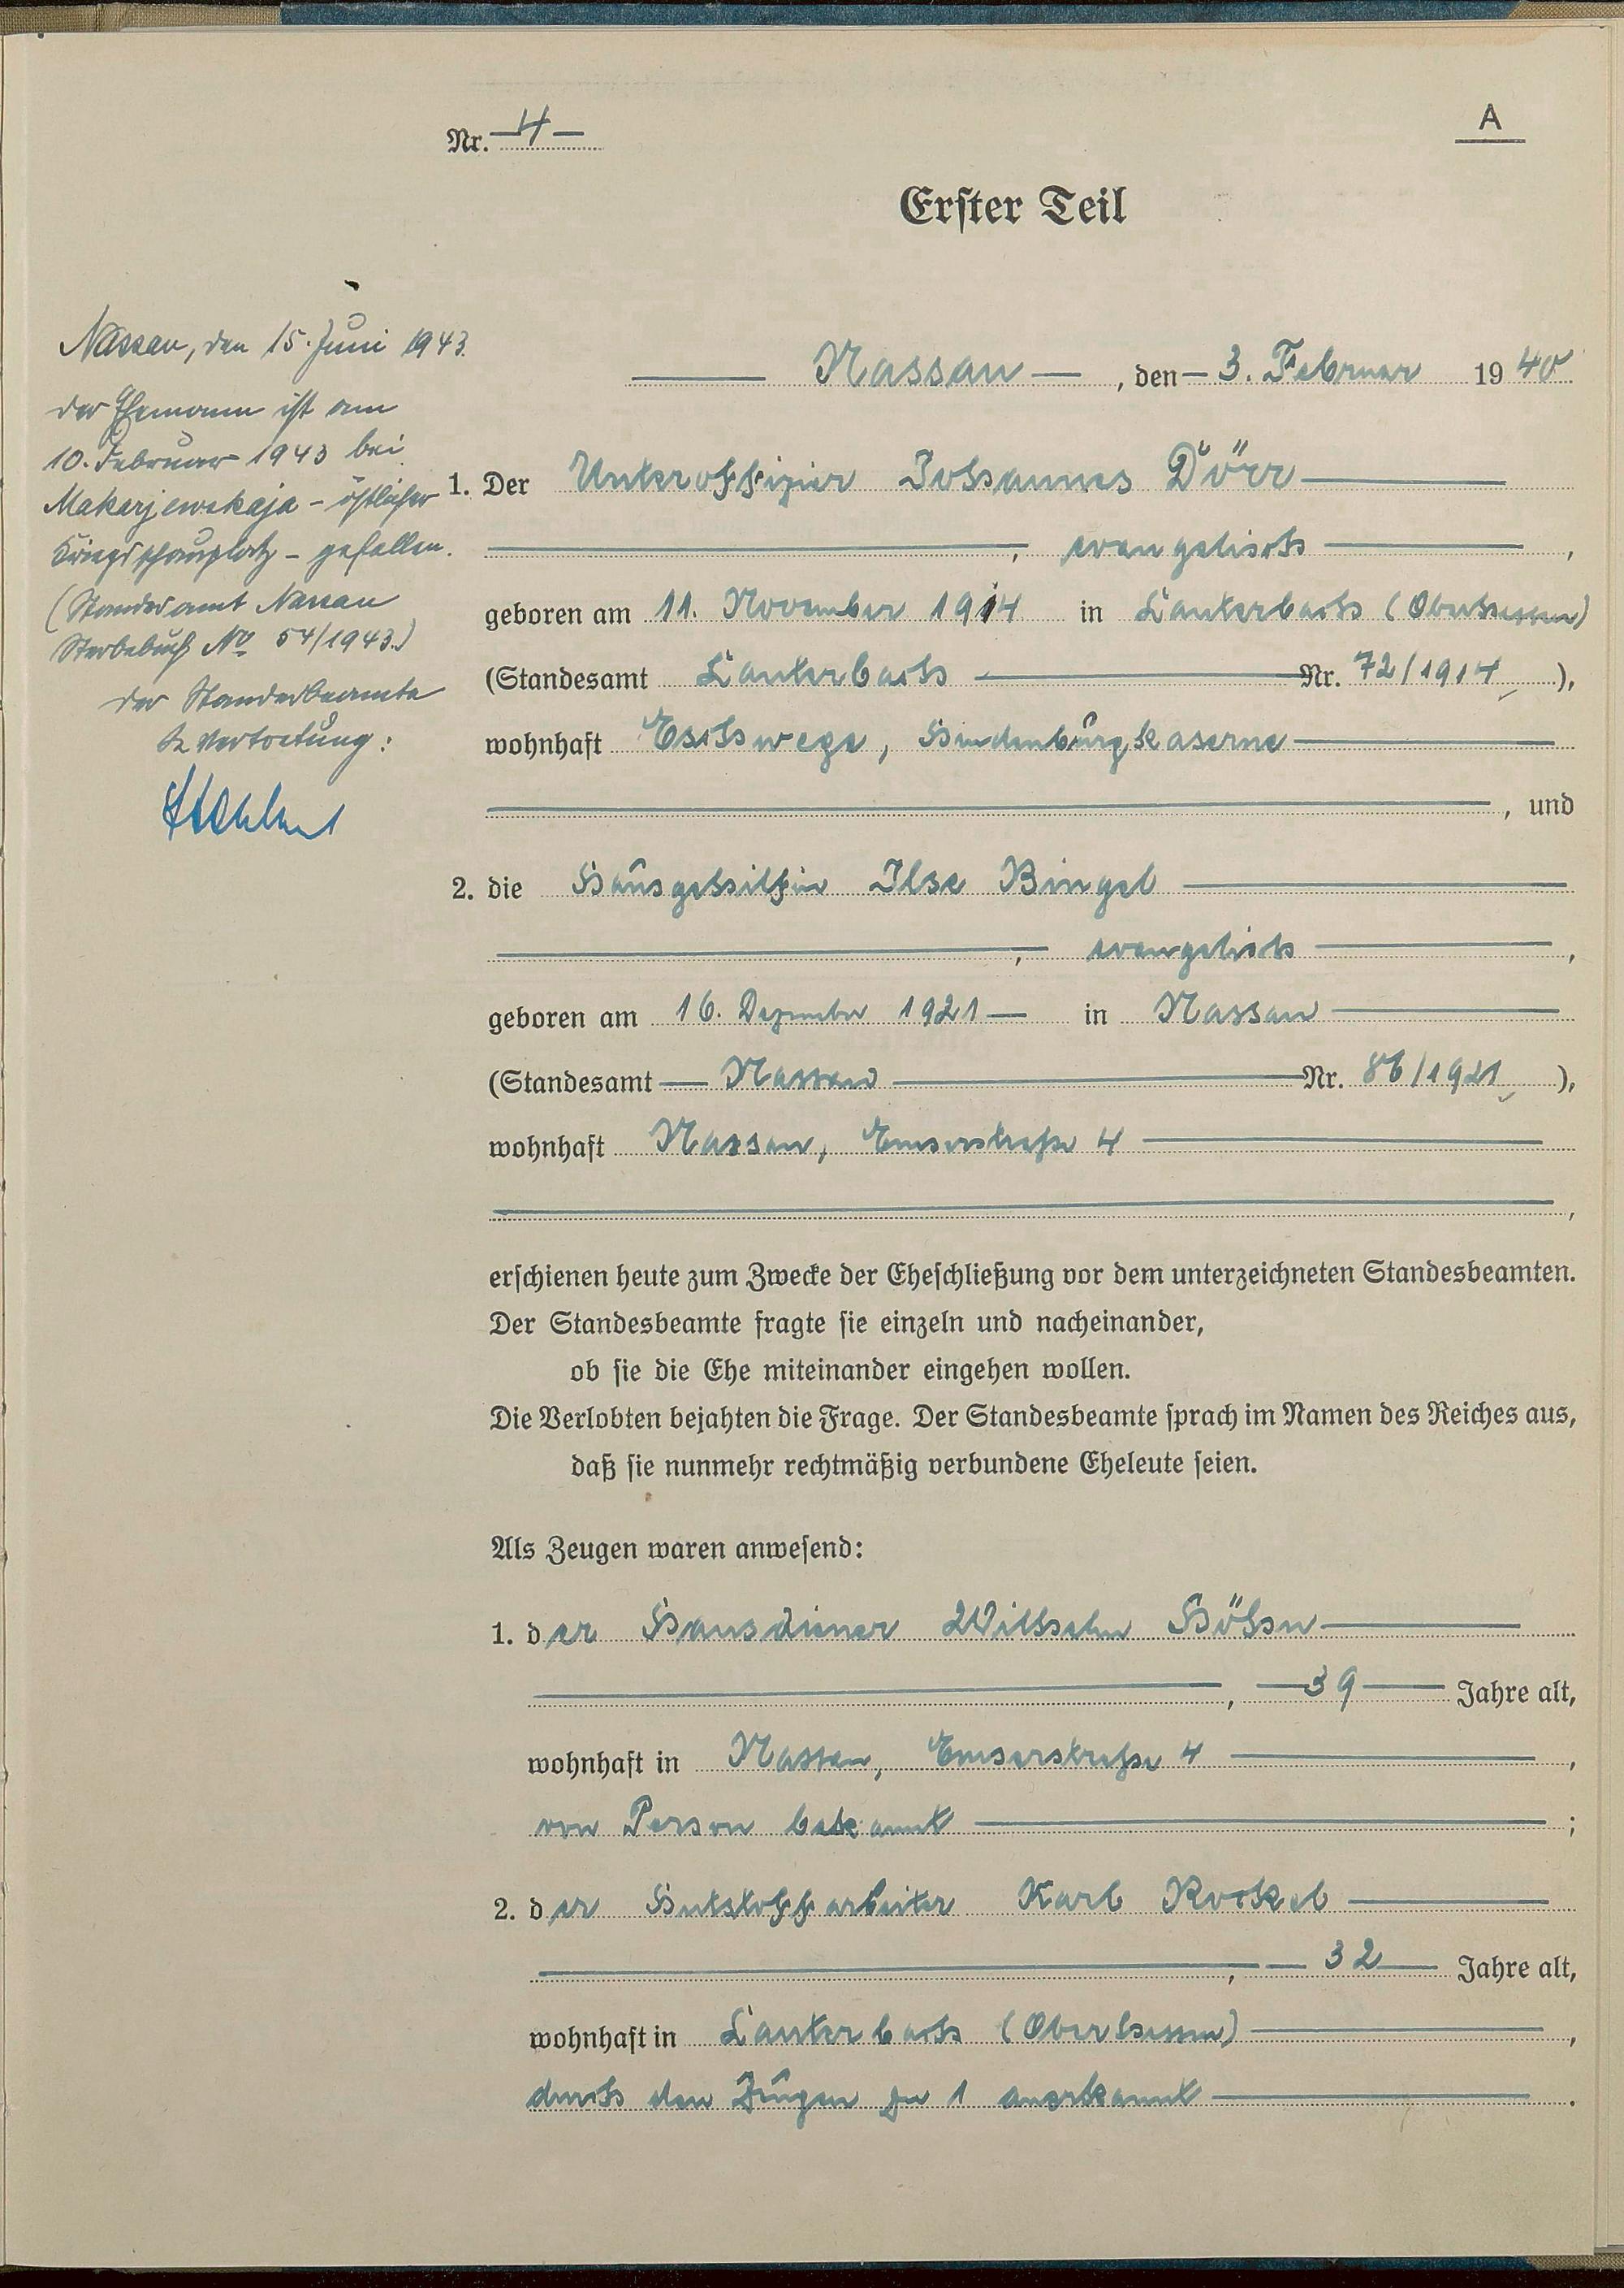 Nr. 4
A
Erster Teil
Nassau, den 3. Februar 1940
1. Der Unteroffizier Johannes Dörr
, evangelisch,
geboren am 11. November 1914 in Lauterbach (Oberhessen)
(Standesamt Lauterbach Nr. 72/1914),
wohnhaft Eschwege, Hindenburgkaserne
, und
2. die Hausgehilfin Ilse Bingel
, evangelisch,
geboren am 16. Dezember 1921 in Nassau
(Standesamt Nassau Nr. 86/1921),
wohnhaft Nassau, Emserstraße 4
,
erschienen heute zum Zwecke der Eheschließung vor dem unterzeichneten Standesbeamten.
Der Standesbeamte fragte sie einzeln und nacheinander,
ob sie die Ehe miteinander eingehen wollen.
Die Verlobten bejahten die Frage. Der Standesbeamte sprach im Namen des Reiches aus,
daß sie nunmehr rechtmäßig verbundene Eheleute seien.
Als Zeugen waren anwesend:
1. der Hausdiener Wilhelm Höhn
, 39 Jahre alt,
wohnhaft in Nassau, Emserstraße 4,
von Person bekannt;
2. der Hutstoffarbeiter Karl Rockel
, 32 Jahre alt,
wohnhaft in Lauterbach (Oberhessen),
durch den Zeugen zu 1 anerkannt.
Nassau, den 15. Juni 1943.
Der Ehemann ist am
10. Februar 1943 bei
Makarjewskaja - östlicher
Kriegsschauplatz - gefallen.
(Standesamt Nassau
Sterbebuch No 54/1943.)
Der Standesbeamte
In Vertretung: